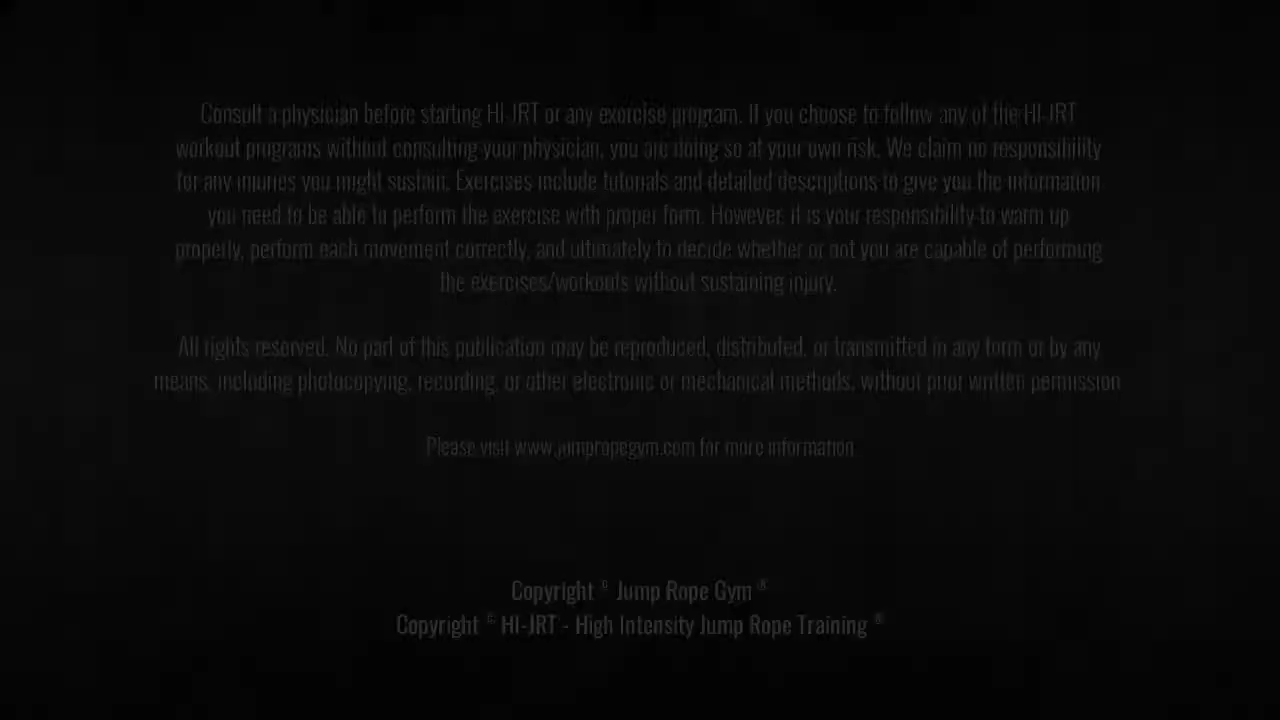 Consult a physician before starting HI-JRT or any exercise program. If you choose to follow any of the HI-JRT
workout programs without consulting your physician, you are doing so at your own risk. We claim no responsibility
for any injuries you might sustain. Exercises include tutorials and detailed descriptions to give you the information
you need to be able to perform the exercise with proper form. However, it is your responsibility to warm up
properly, perform each movement correctly, and ultimately to decide whether or not you are capable of performing
the exercises/workouts without sustaining injury.
All rights reserved. No part of this publication may be reproduced, distributed, or transmitted in any form or by any
means, including photocopying, recording, or other electronic or mechanical methods, without prior written permission
Please visit www.jumpropegym.com for more information
Copyright © Jump Rope Gym ®
Copyright © HI-JRT - High Intensity Jump Rope Training ®